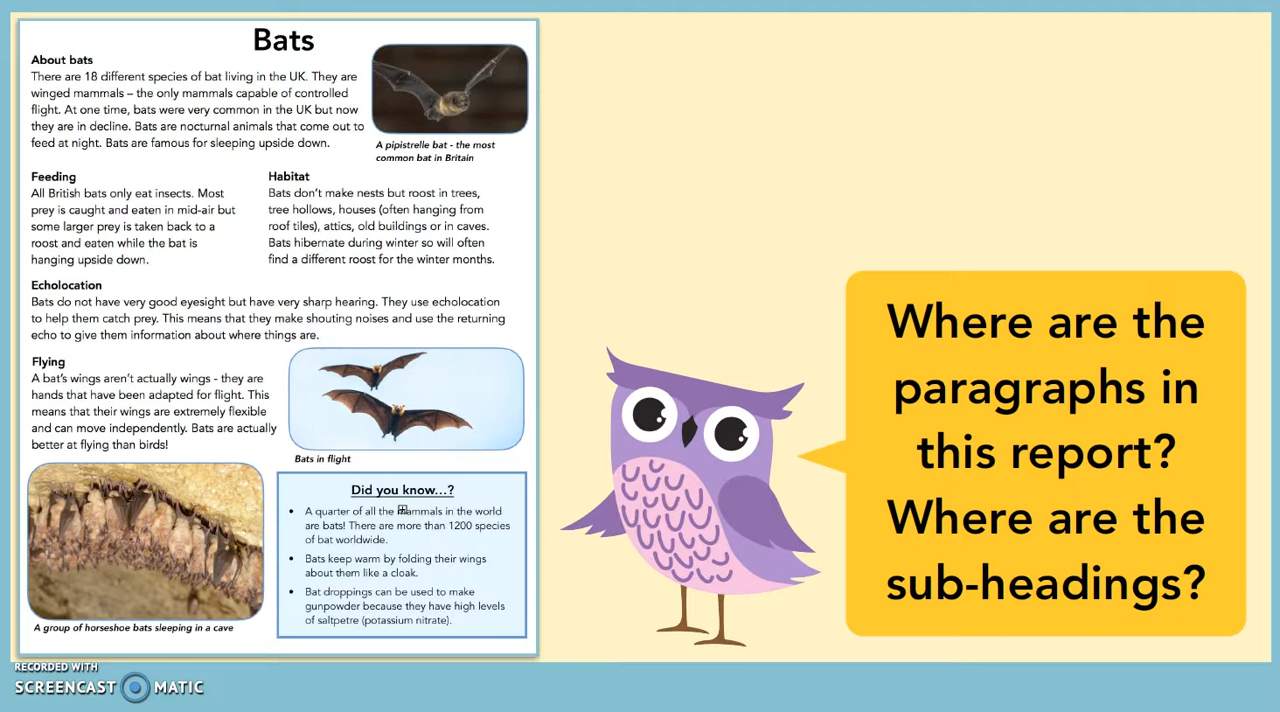 Bats
About bats
There are 18 different species of bat living in the UK. They are
winged mammals – the only mammals capable of controlled
flight. At one time, bats were very common in the UK but now
they are in decline. Bats are nocturnal animals that come out to
feed at night. Bats are famous for sleeping upside down.
A pipistrelle bat - the most
common bat in Britain
Feeding
All British bats only eat insects. Most
prey is caught and eaten in mid-air but
some larger prey is taken back to a
roost and eaten while the bat is
hanging upside down.
Habitat
Bats don't make nests but roost in trees,
tree hollows, houses (often hanging from
roof tiles), attics, old buildings or in caves.
Bats hibernate during winter so will often
find a different roost for the winter months.
Echolocation
Bats do not have very good eyesight but have very sharp hearing. They use echolocation
to help them catch prey. This means that they make shouting noises and use the returning
echo to give them information about where things are.
Flying
A bat's wings aren't actually wings - they are
hands that have been adapted for flight. This
means that their wings are extremely flexible
and can move independently. Bats are actually
better at flying than birds!
Bats in flight
A group of horseshoe bats sleeping in a cave
Did you know...?
• A quarter of all the mammals in the world
are bats! There are more than 1200 species
of bat worldwide.
• Bats keep warm by folding their wings
about them like a cloak.
• Bat droppings can be used to make
gunpowder because they have high levels
of saltpetre (potassium nitrate).
Where are the
paragraphs in
this report?
Where are the
sub-headings?
RECORDED WITH
SCREENCAST MATIC